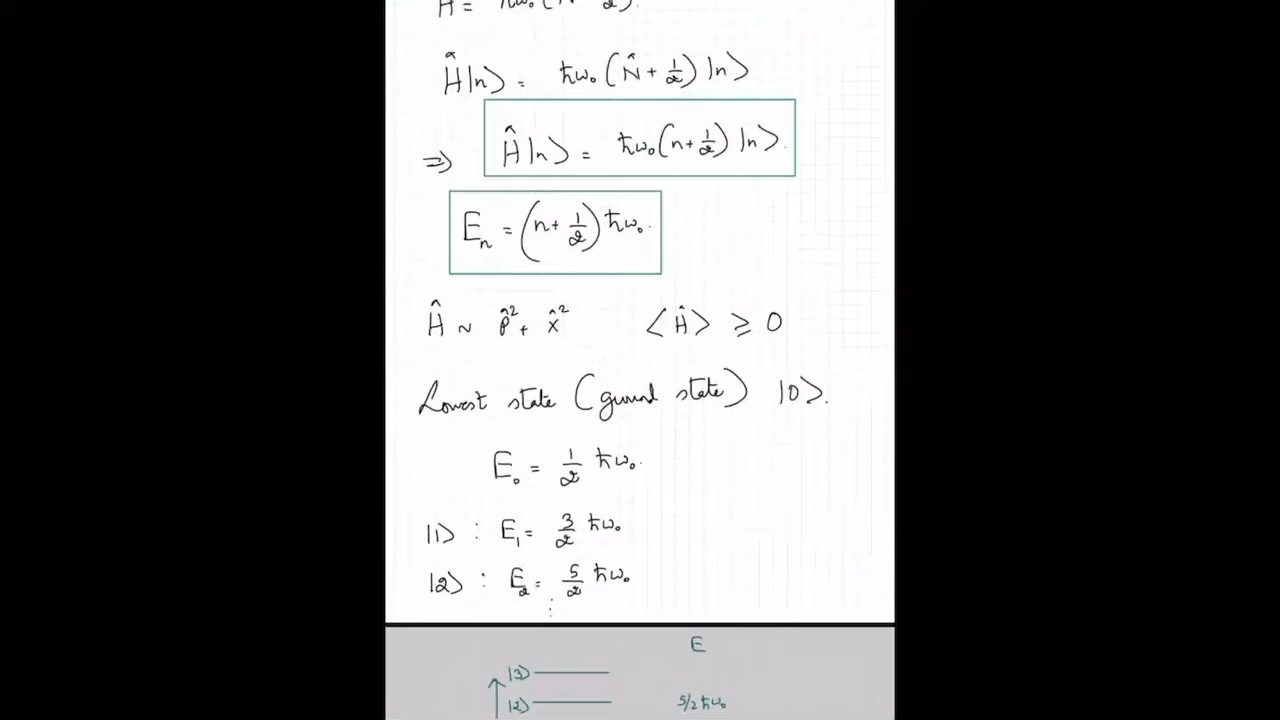 Ĥ|n⟩ = ħω₀(N̂ + 1/2)|n⟩
⇒ Ĥ|n⟩ = ħω₀(n + 1/2)|n⟩.
Eₙ = (n + 1/2)ħω₀.
Ĥ ~ p̂² + x̂² ⟨Ĥ⟩ ≥ 0
Lowest state (ground state) |0⟩.
E₀ = 1/2 ħω₀.
|1⟩ : E₁ = 3/2 ħω₀
|2⟩ : E₂ = 5/2 ħω₀
⋮
E
|3⟩
|2⟩ 5/2 ħω₀